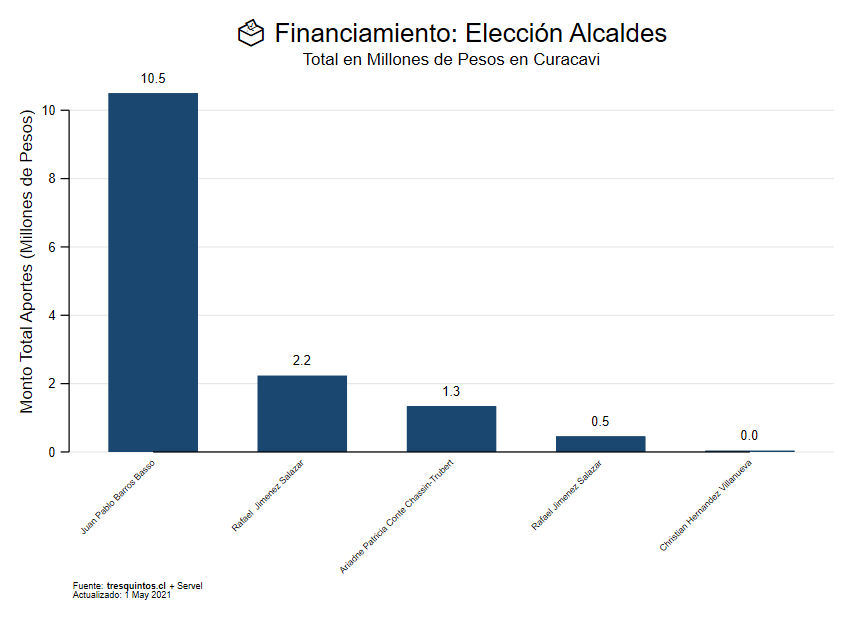 Financiamiento: Elección Alcaldes
Total en Millones de Pesos en Curacavi
Monto Total Aportes (Millones de Pesos)
10
8
6
4
2
0
10.5
2.2
1.3
0.5
0.0
Juan Pablo Barros Basso
Rafael Jimenez Salazar
Ariadne Patricia Conte Chassin-Trubert
Rafael Jimenez Salazar
Christian Hernandez Villanueva
Fuente: tresquintos.cl + Servel
Actualizado: 1 May 2021